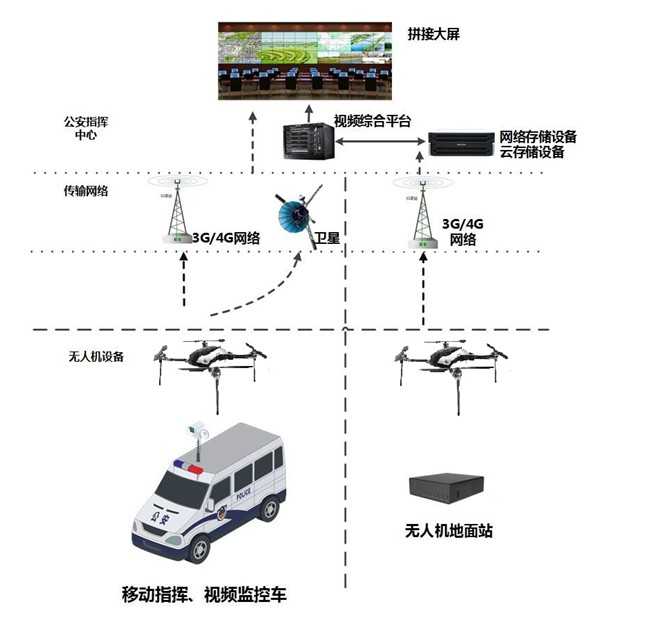 拼接大屏
公安指挥
中心
视频综合平台
网络存储设备
云存储设备
传输网络
3G/4G网络
卫星
3G/4G
网络
无人机设备
POLICE
公安
无人机地面站
移动指挥、视频监控车